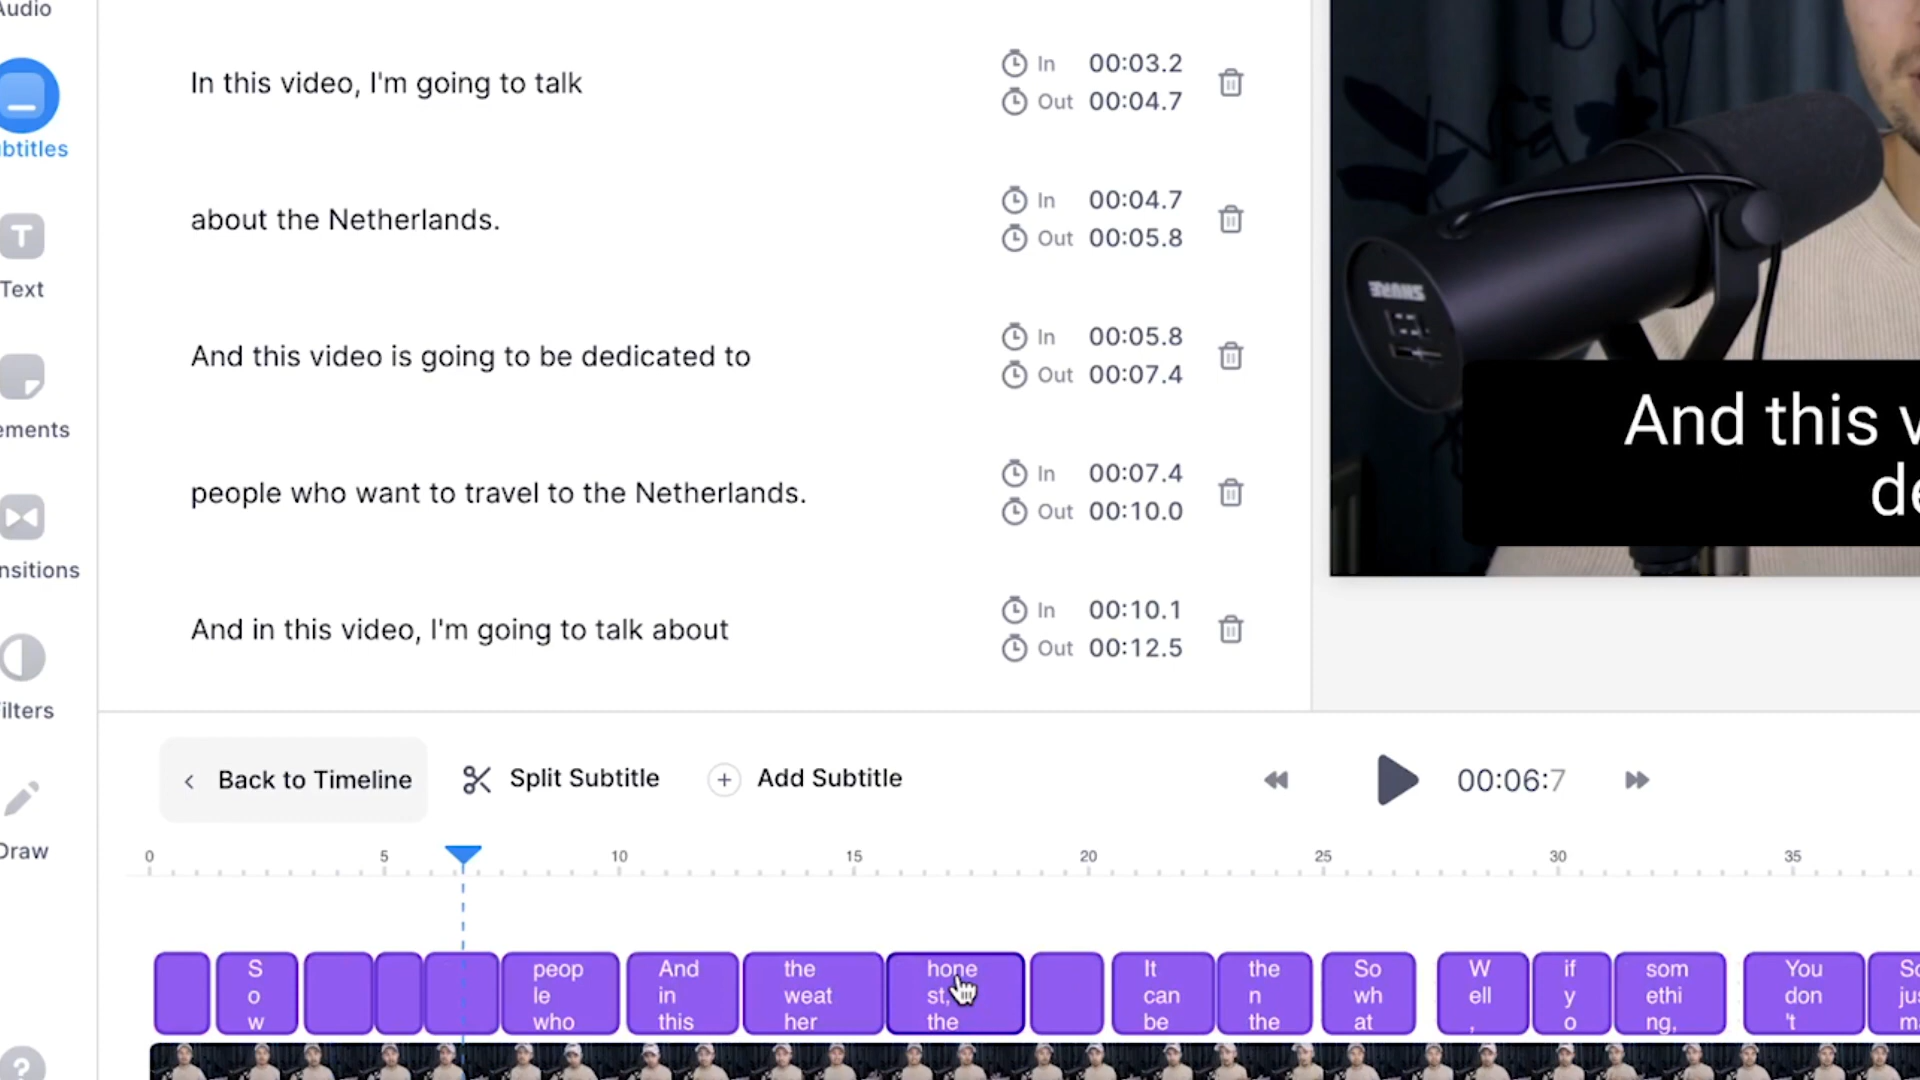 Audio
btitles
Text
ements
nsitions
ilters
Draw
?
In this video, I'm going to talk
In 00:03.2
Out 00:04.7
about the Netherlands.
In 00:04.7
Out 00:05.8
And this video is going to be dedicated to
In 00:05.8
Out 00:07.4
people who want to travel to the Netherlands.
In 00:07.4
Out 00:10.0
And in this video, I'm going to talk about
In 00:10.1
Out 00:12.5
And this v
de
Back to Timeline
Split Subtitle
Add Subtitle
00:06:7
0 5 10 15 20 25 30 35
S
o
w
peop
le
who
And
in
this
the
weat
her
hone
st,
the
It
can
be
the
n
the
So
wh
at
W
ell
,
if
y
o
som
ethi
ng,
You
don
't
So
jus
m